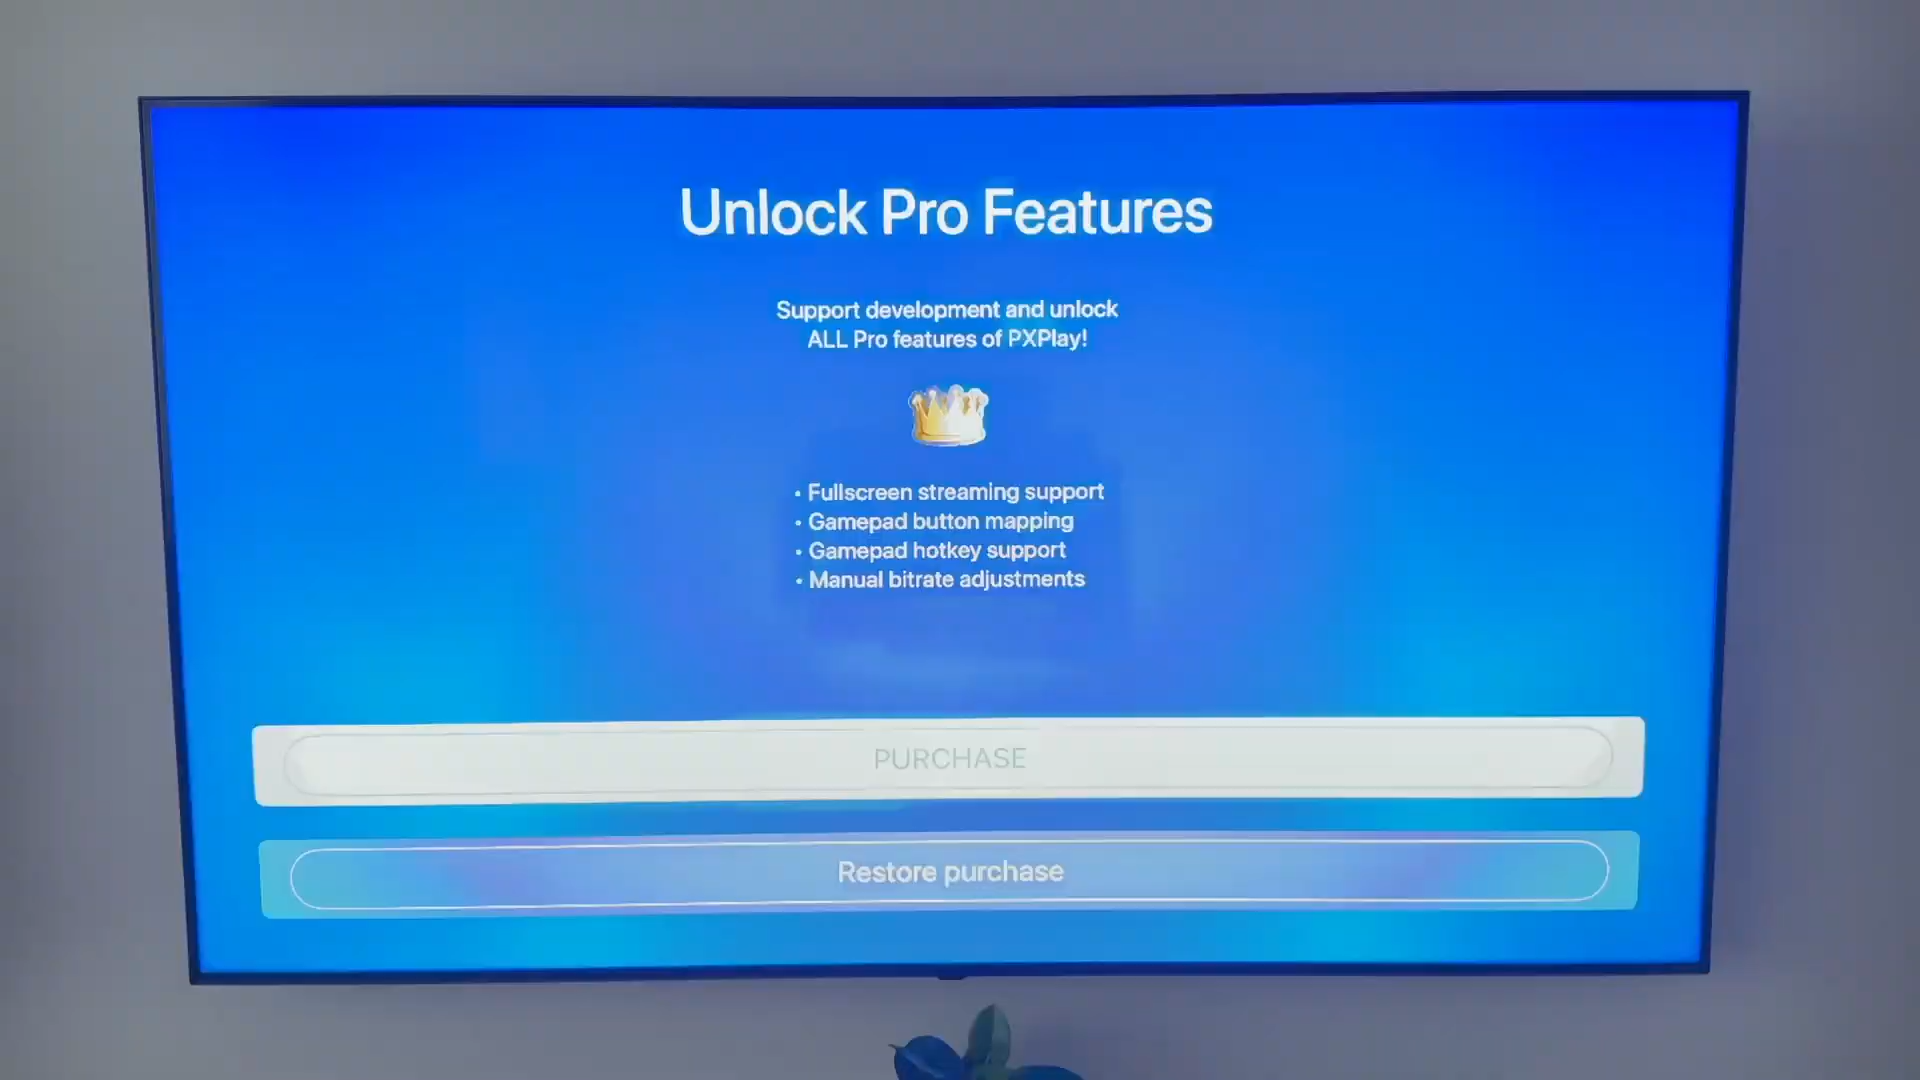 Unlock Pro Features
Support development and unlock
ALL Pro features of PXPlay!
• Fullscreen streaming support
• Gamepad button mapping
• Gamepad hotkey support
• Manual bitrate adjustments
PURCHASE
Restore purchase